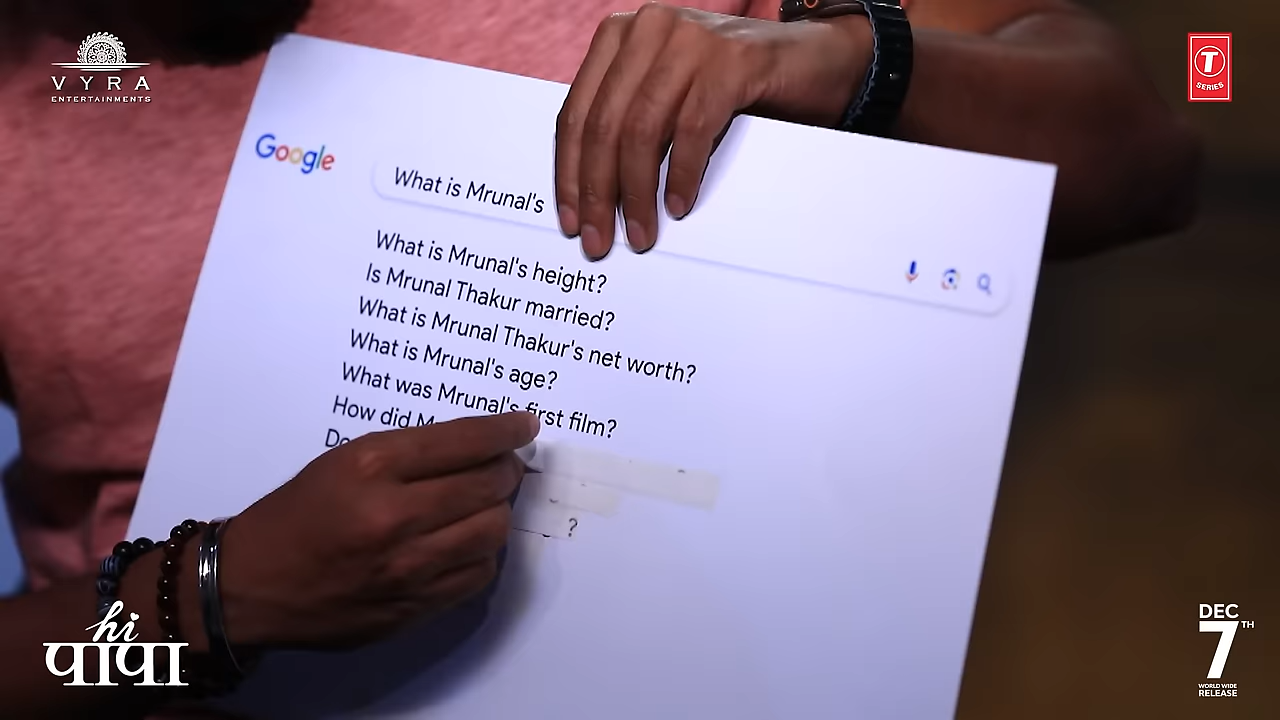 VYRA
ENTERTAINMENTS
T
SERIES
Google
What is Mrunal's
What is Mrunal's height?
Is Mrunal Thakur married?
What is Mrunal Thakur's net worth?
What is Mrunal's age?
What was Mrunal's first film?
How did
?
hi
पापा
DEC
7TH
WORLD WIDE
RELEASE